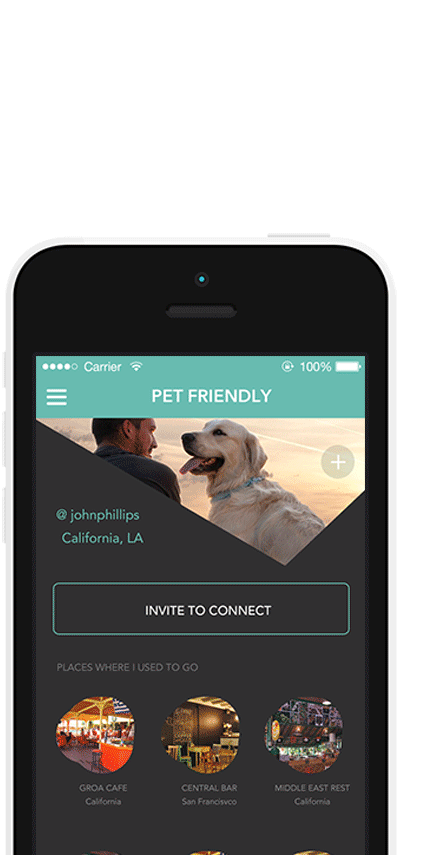 Carrier 100%
PET FRIENDLY
@ johnphillips
California, LA
INVITE TO CONNECT
PLACES WHERE I USED TO GO
GROA CAFE CENTRAL BAR MIDDLE EAST REST
California San Francisvco California